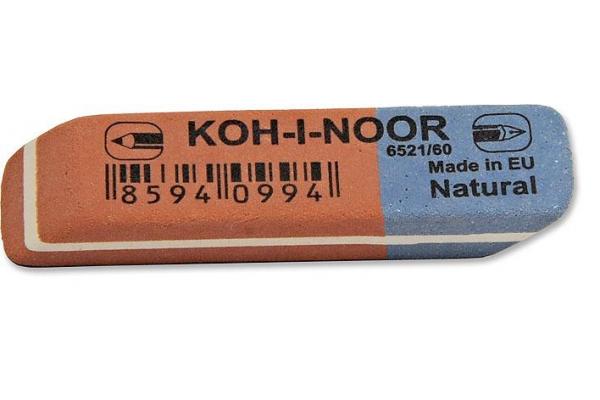 KOH-I-NOOR
6521/60
Made in EU
Natural
8594 0994